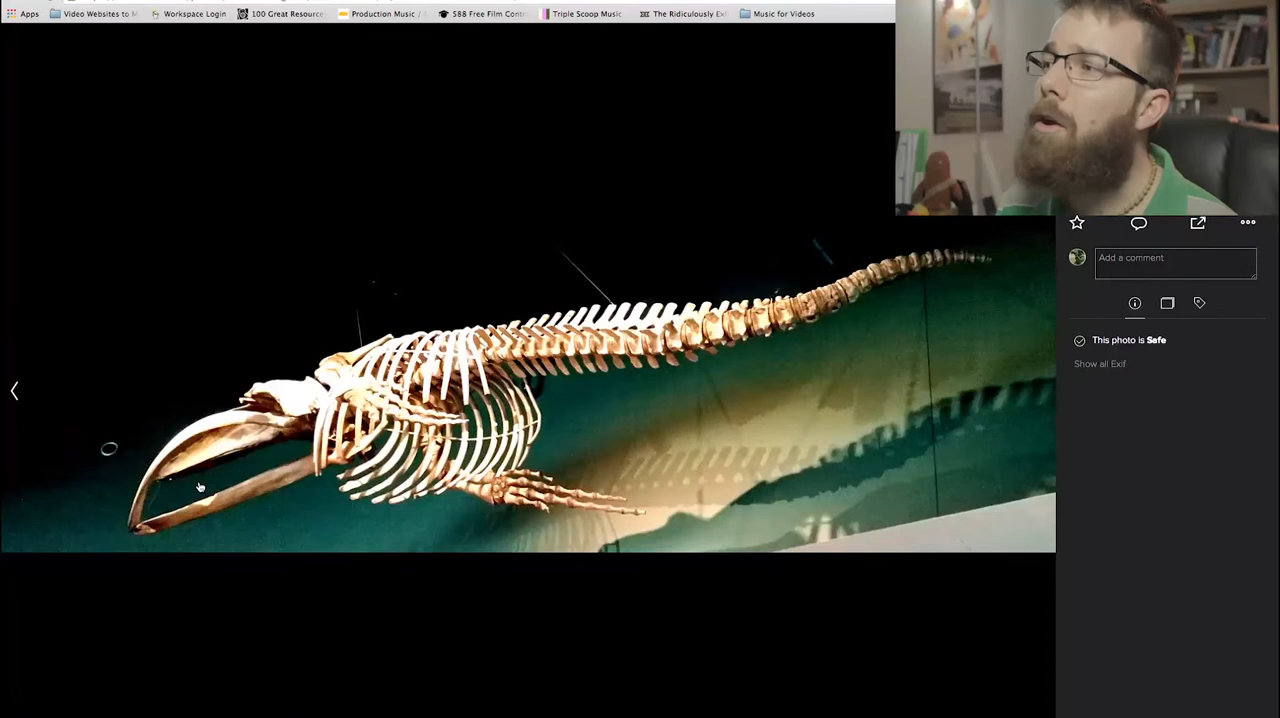 Apps Video Websites to M Workspace Login 100 Great Resource Production Music / 588 Free Film Cont Triple Scoop Music The Ridiculously Ex Music for Videos
Add a comment
This photo is Safe
Show all Exif